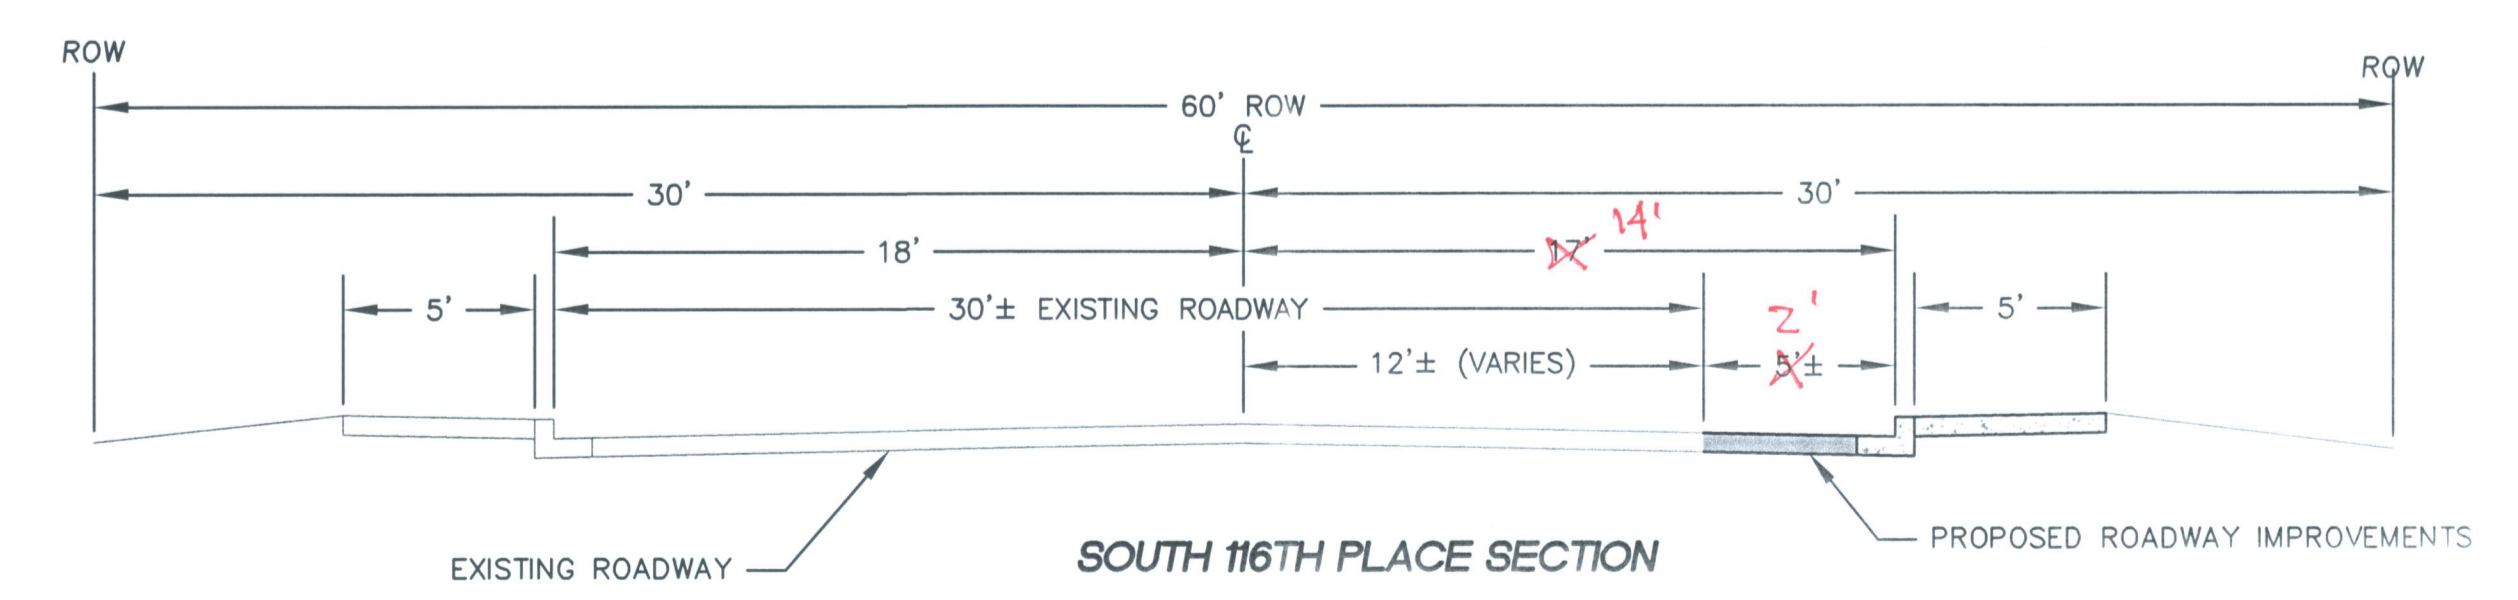 ROW ROW
60' ROW
℄
30' 30'
14'
18' 17'
5' 30'± EXISTING ROADWAY 2' 5'
12'± (VARIES) 5'±
PROPOSED ROADWAY IMPROVEMENTS
EXISTING ROADWAY SOUTH 116TH PLACE SECTION